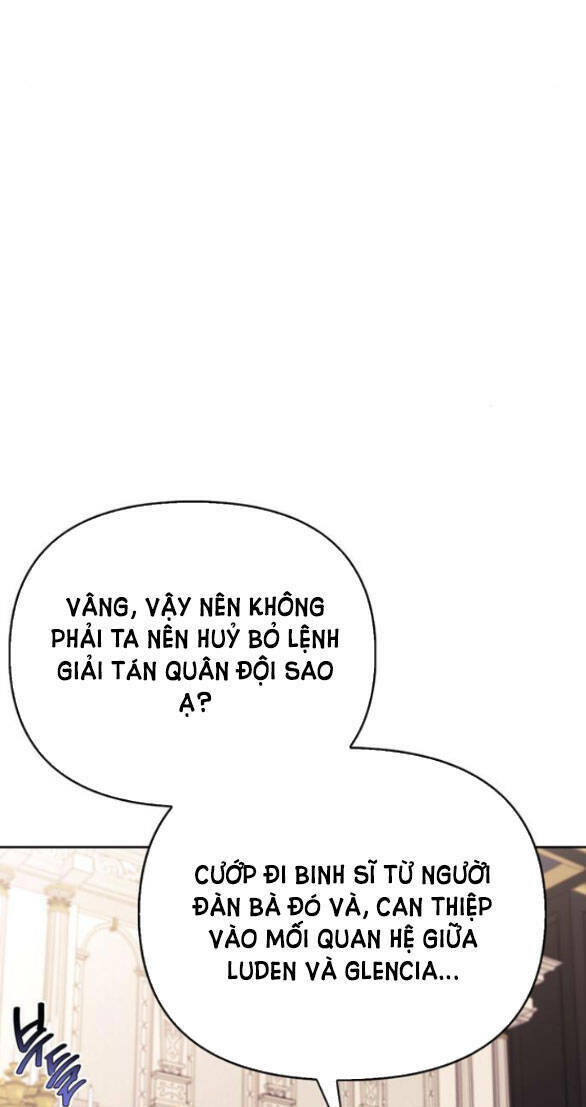 VÂNG, VẬY NÊN KHÔNG
PHẢI TA NÊN HUỶ BỎ LỆNH
GIẢI TÁN QUÂN ĐỘI SAO
Ạ?
CƯỚP ĐI BINH SĨ TỪ NGƯỜI
ĐÀN BÀ ĐÓ VÀ, CAN THIỆP
VÀO MỐI QUAN HỆ GIỮA
LUDEN VÀ GLENCIA...